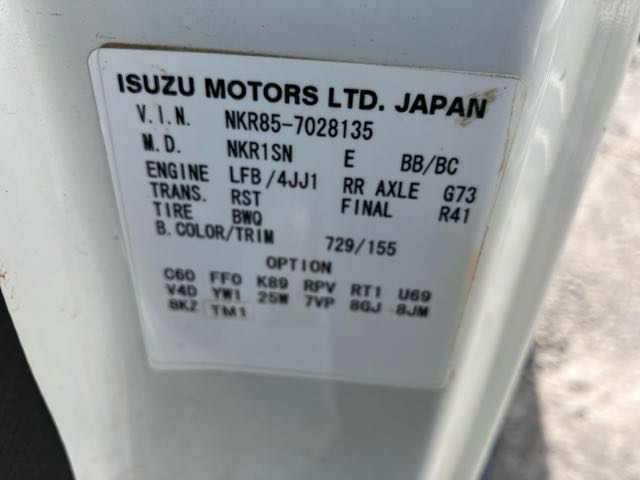 ISUZU MOTORS LTD. JAPAN
V.I.N. NKR85-7028135
M.D. NKR1SN E BB/BC
ENGINE LFB/4JJ1 RR AXLE G73
TRANS. RST FINAL R41
TIRE BWQ
B.COLOR/TRIM 729/155
OPTION
C60 FF0 K89 RPV RT1 U69
V4D YW1 25W 7VP 8GJ 8JM
8KZ TM1